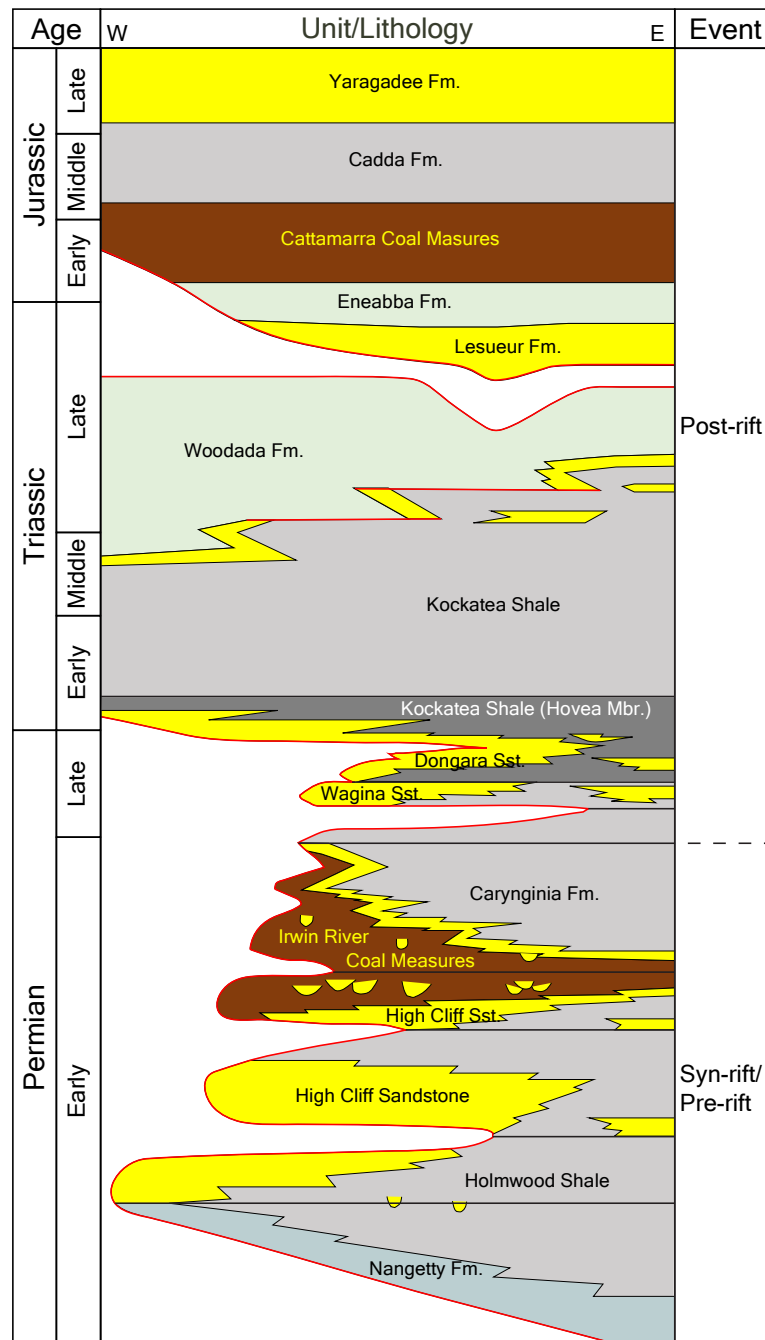 Age
W
Unit/Lithology
E
Event
Jurassic
Late
Middle
Early
Yaragadee Fm.
Cadda Fm.
Cattamarra Coal Masures
Eneabba Fm.
Lesueur Fm.
Triassic
Late
Middle
Early
Woodada Fm.
Post-rift
Kockatea Shale
Kockatea Shale (Hovea Mbr.)
Permian
Late
Early
Dongara Sst.
Wagina Sst.
Carynginia Fm.
Irwin River
Coal Measures
High Cliff Sst.
High Cliff Sandstone
Syn-rift/
Pre-rift
Holmwood Shale
Nangetty Fm.